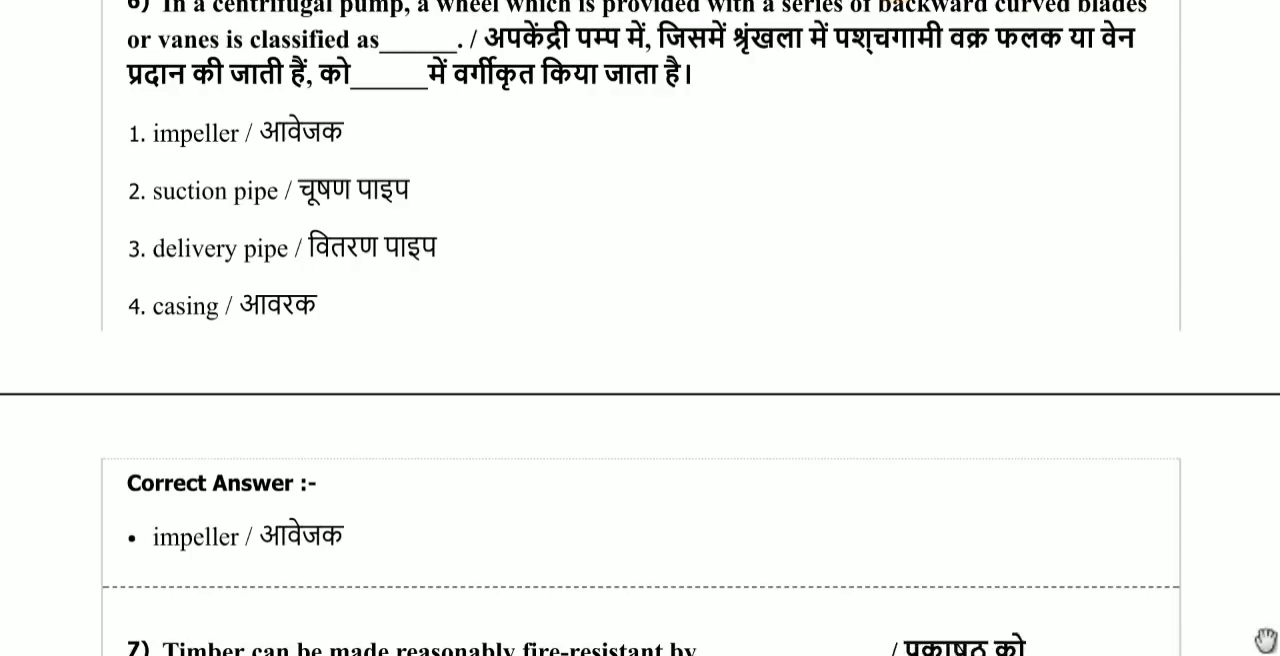 6) In a centrifugal pump, a wheel which is provided with a series of backward curved blades
or vanes is classified as______. / अपकेंद्री पम्प में, जिसमें श्रृंखला में पश्चगामी वक्र फलक या वेन
प्रदान की जाती हैं, को______में वर्गीकृत किया जाता है।
1. impeller / आवेजक
2. suction pipe / चूषण पाइप
3. delivery pipe / वितरण पाइप
4. casing / आवरक
Correct Answer :-
• impeller / आवेजक
7) Timber can be made reasonably fire-resistant by / प्रकाष्ठ को